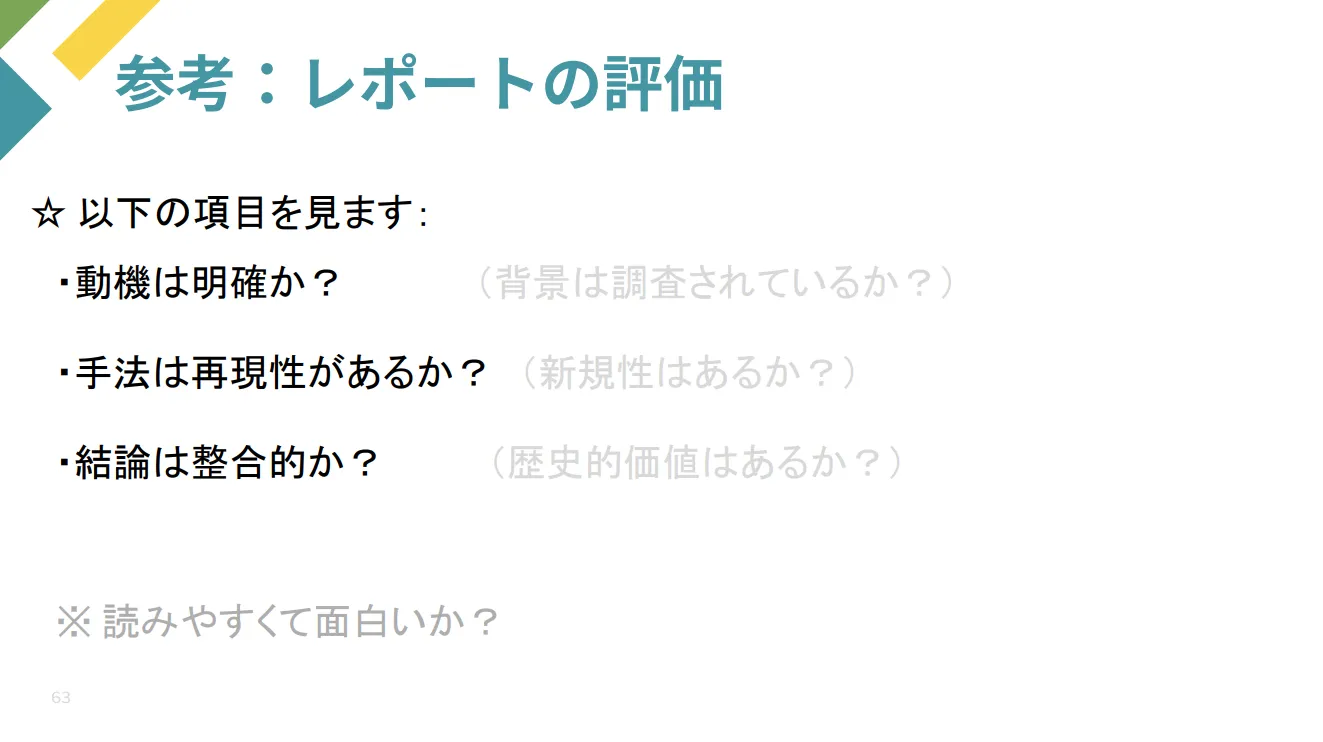 参考：レポートの評価
☆ 以下の項目を見ます：
・動機は明確か？ （背景は調査されているか？）
・手法は再現性があるか？ （新規性はあるか？）
・結論は整合的か？ （歴史的価値はあるか？）
※ 読みやすくて面白いか？
63